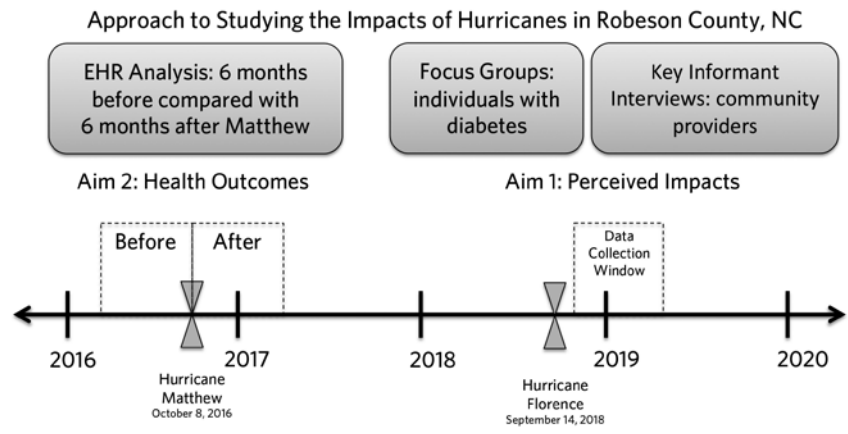 Approach to Studying the Impacts of Hurricanes in Robeson County, NC
EHR Analysis: 6 months
before compared with
6 months after Matthew
Focus Groups:
individuals with
diabetes
Key Informant
Interviews: community
providers
Aim 2: Health Outcomes
Aim 1: Perceived Impacts
Before
After
Data
Collection
Window
2016
2017
2018
2019
2020
Hurricane
Matthew
October 8, 2016
Hurricane
Florence
September 14, 2018